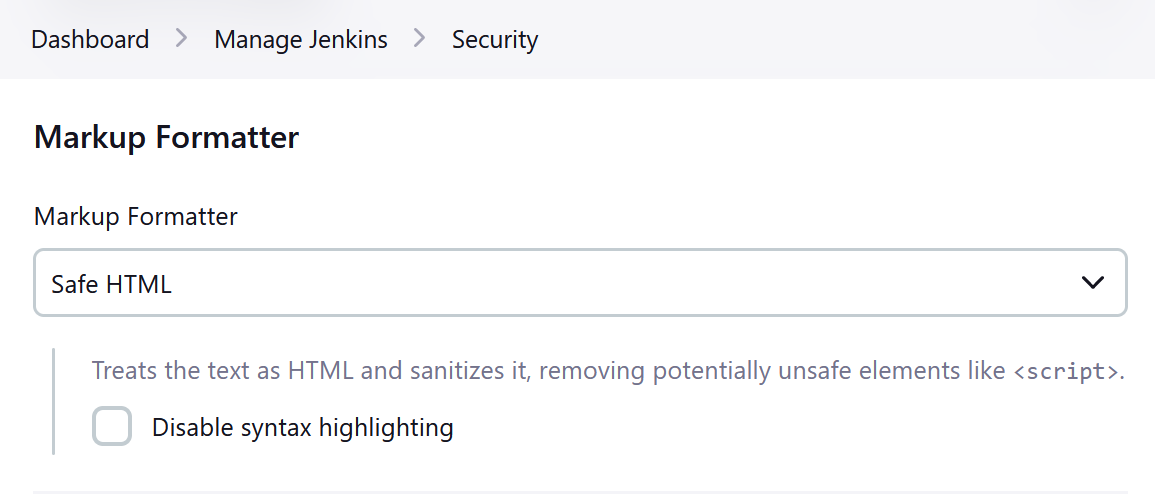 Dashboard > Manage Jenkins > Security
Markup Formatter
Markup Formatter
Safe HTML
Treats the text as HTML and sanitizes it, removing potentially unsafe elements like <script>.
Disable syntax highlighting